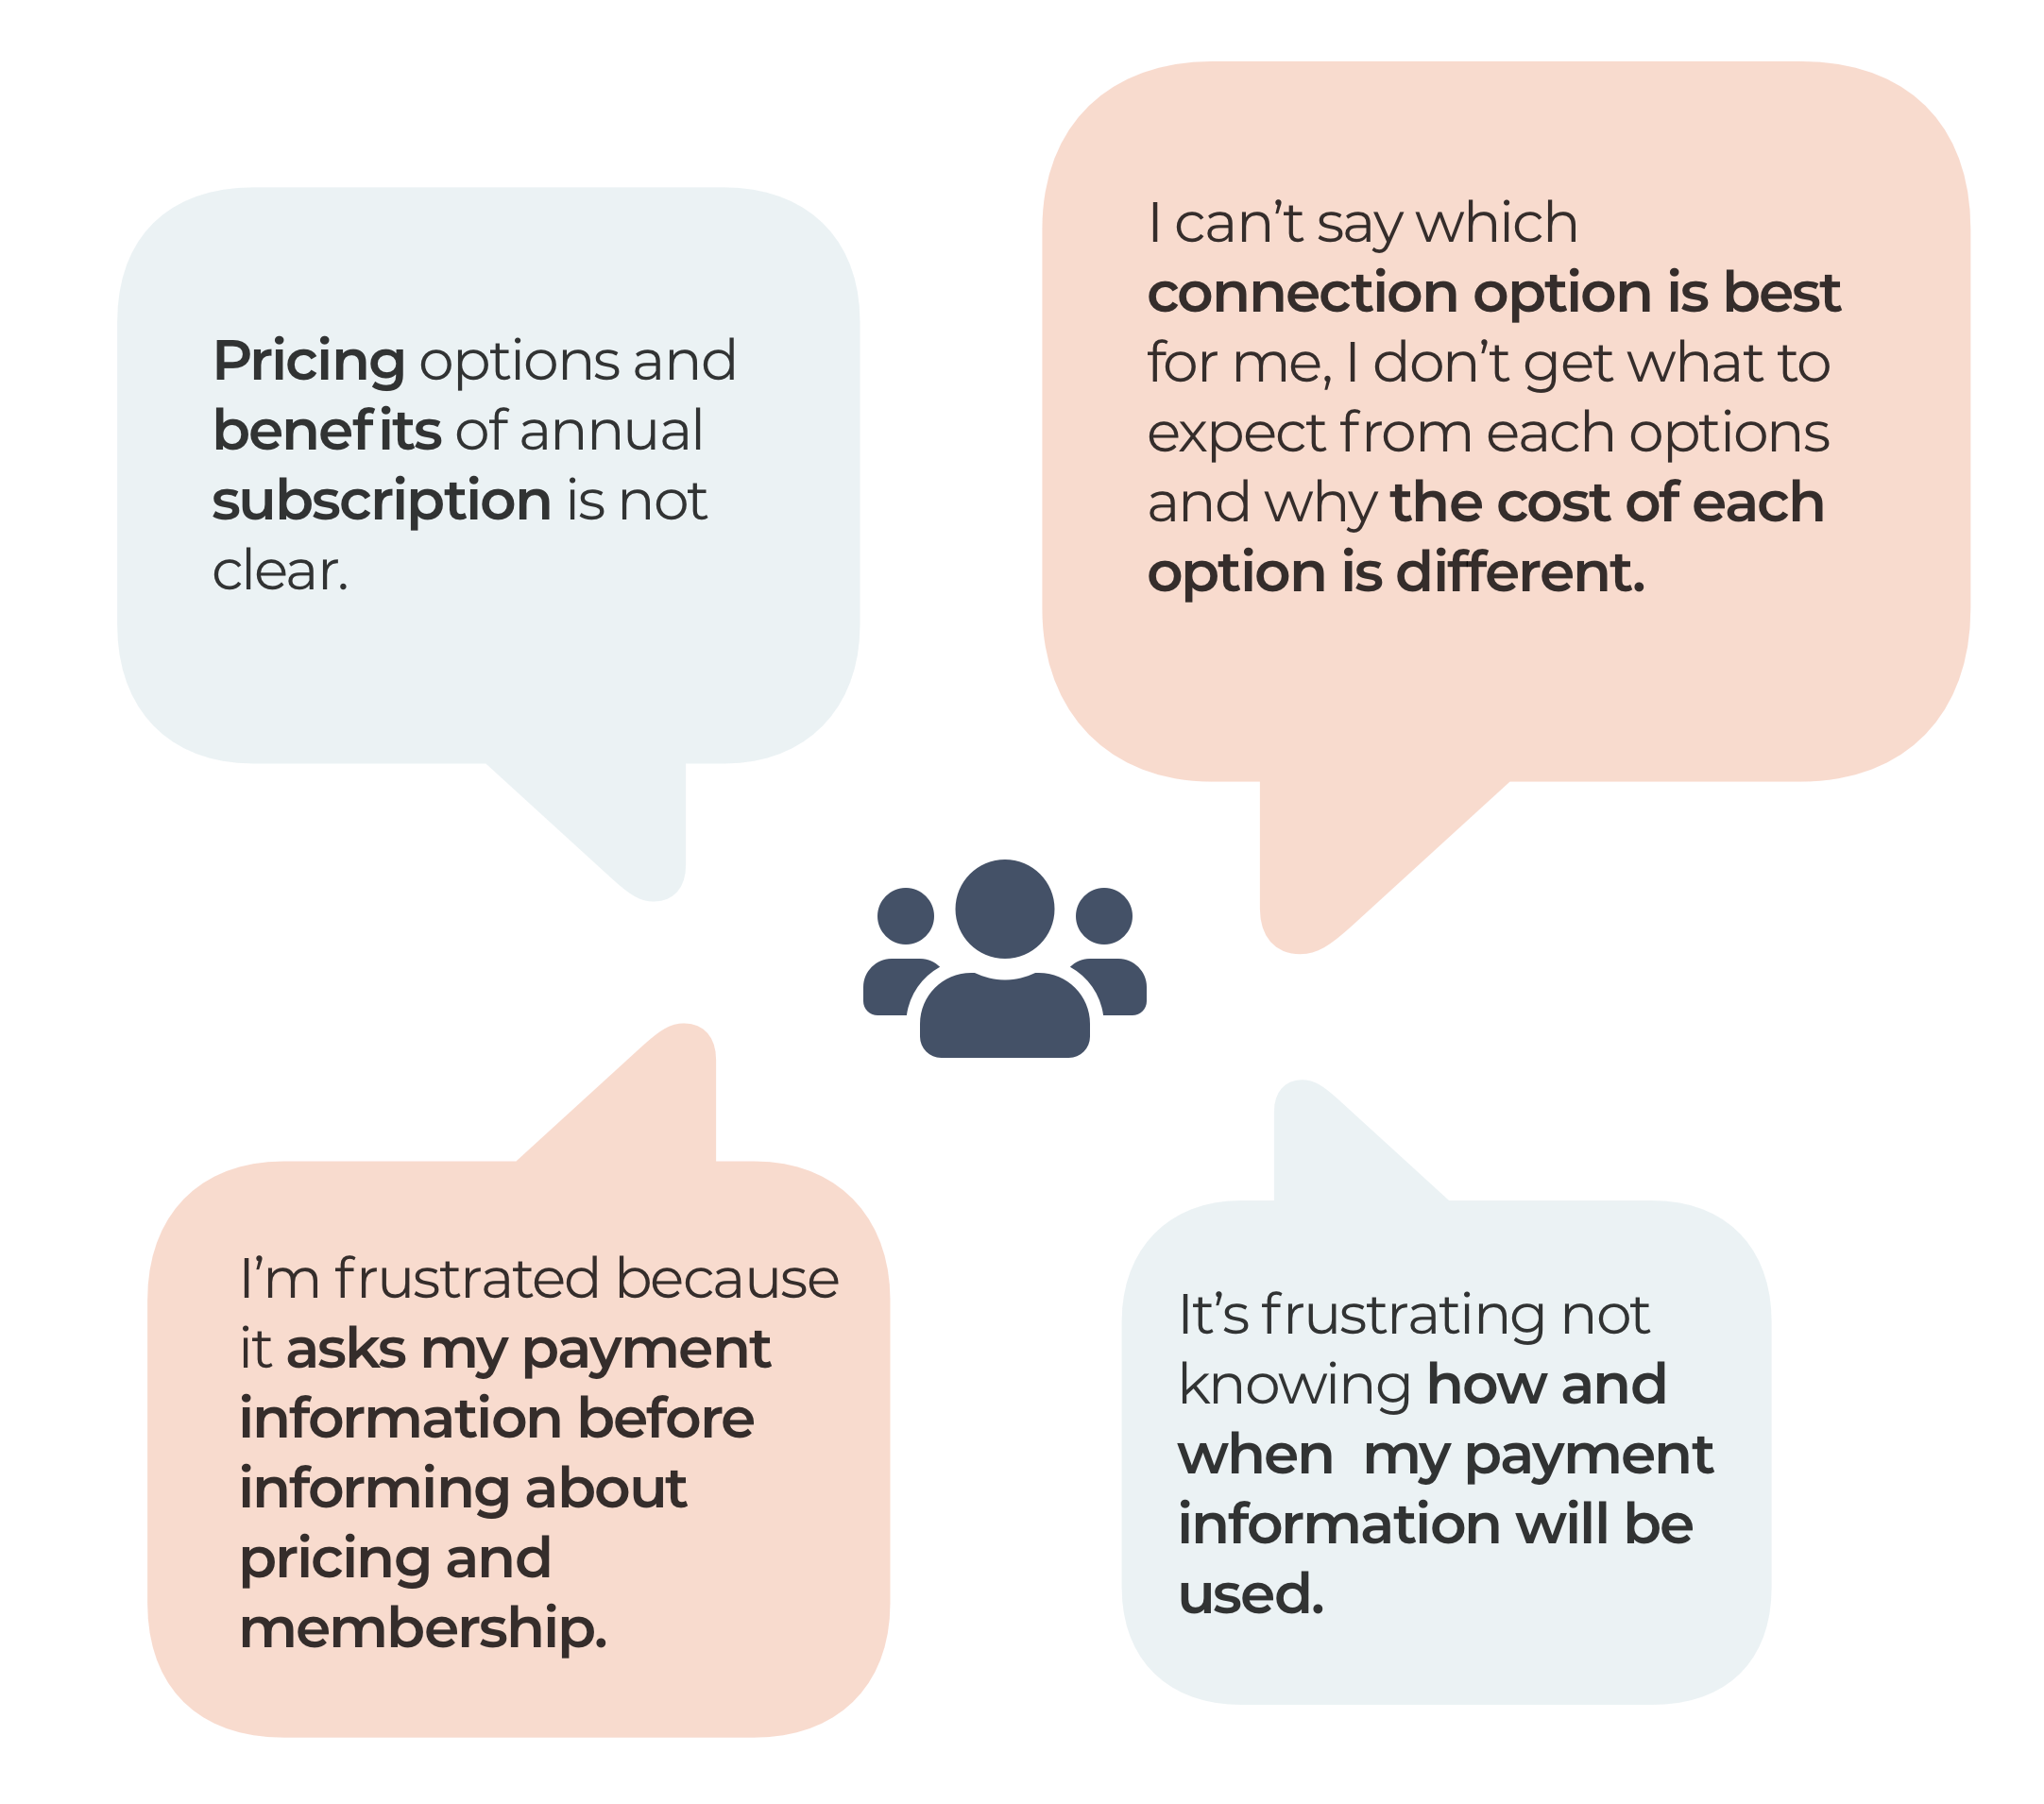 Pricing options and
benefits of annual
subscription is not
clear.
I can’t say which
connection option is best
for me, I don’t get what to
expect from each options
and why the cost of each
option is different.
I’m frustrated because
it asks my payment
information before
informing about
pricing and
membership.
It’s frustrating not
knowing how and
when  my payment
information will be
used.